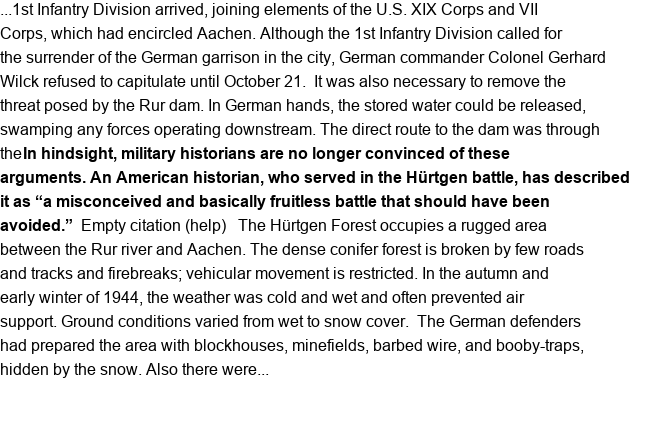 ...1st Infantry Division arrived, joining elements of the U.S. XIX Corps and VII
Corps, which had encircled Aachen. Although the 1st Infantry Division called for
the surrender of the German garrison in the city, German commander Colonel Gerhard
Wilck refused to capitulate until October 21.  It was also necessary to remove the
threat posed by the Rur dam. In German hands, the stored water could be released,
swamping any forces operating downstream. The direct route to the dam was through
theIn hindsight, military historians are no longer convinced of these
arguments. An American historian, who served in the Hürtgen battle, has described
it as “a misconceived and basically fruitless battle that should have been
avoided.”  Empty citation (help)   The Hürtgen Forest occupies a rugged area
between the Rur river and Aachen. The dense conifer forest is broken by few roads
and tracks and firebreaks; vehicular movement is restricted. In the autumn and
early winter of 1944, the weather was cold and wet and often prevented air
support. Ground conditions varied from wet to snow cover.  The German defenders
had prepared the area with blockhouses, minefields, barbed wire, and booby-traps,
hidden by the snow. Also there were...